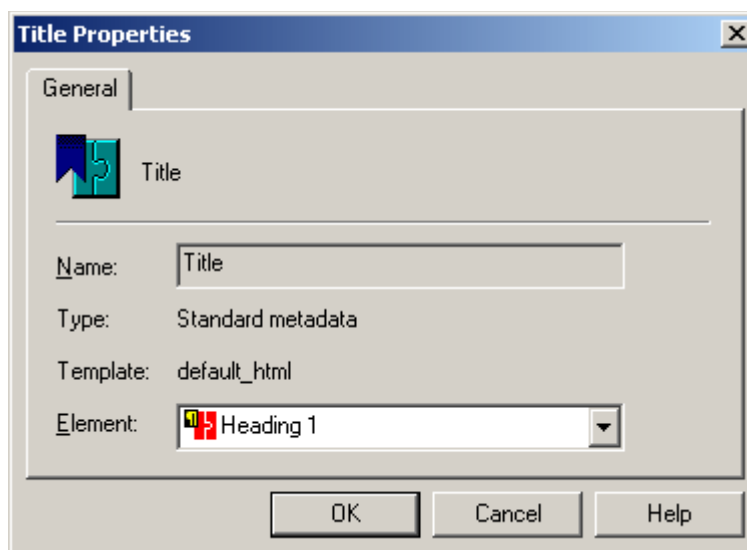 Title Properties
General
Title
Name: Title
Type: Standard metadata
Template: default_html
Element: Heading 1
OK Cancel Help